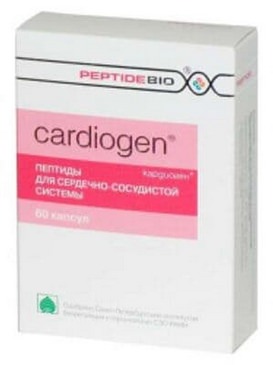 PEPTIDEBIO
cardiogen®
кардиоген®
ПЕПТИДЫ
ДЛЯ СЕРДЕЧНО-СОСУДИСТОЙ
СИСТЕМЫ
60 капсул